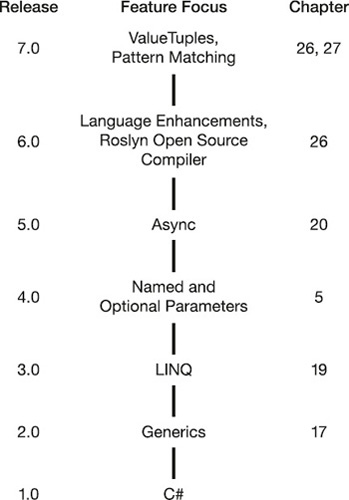 Release Feature Focus Chapter
7.0 ValueTuples, 26, 27
Pattern Matching
Language Enhancements,
6.0 Roslyn Open Source 26
Compiler
5.0 Async 20
Named and
4.0 Optional Parameters 5
3.0 LINQ 19
2.0 Generics 17
1.0 C#